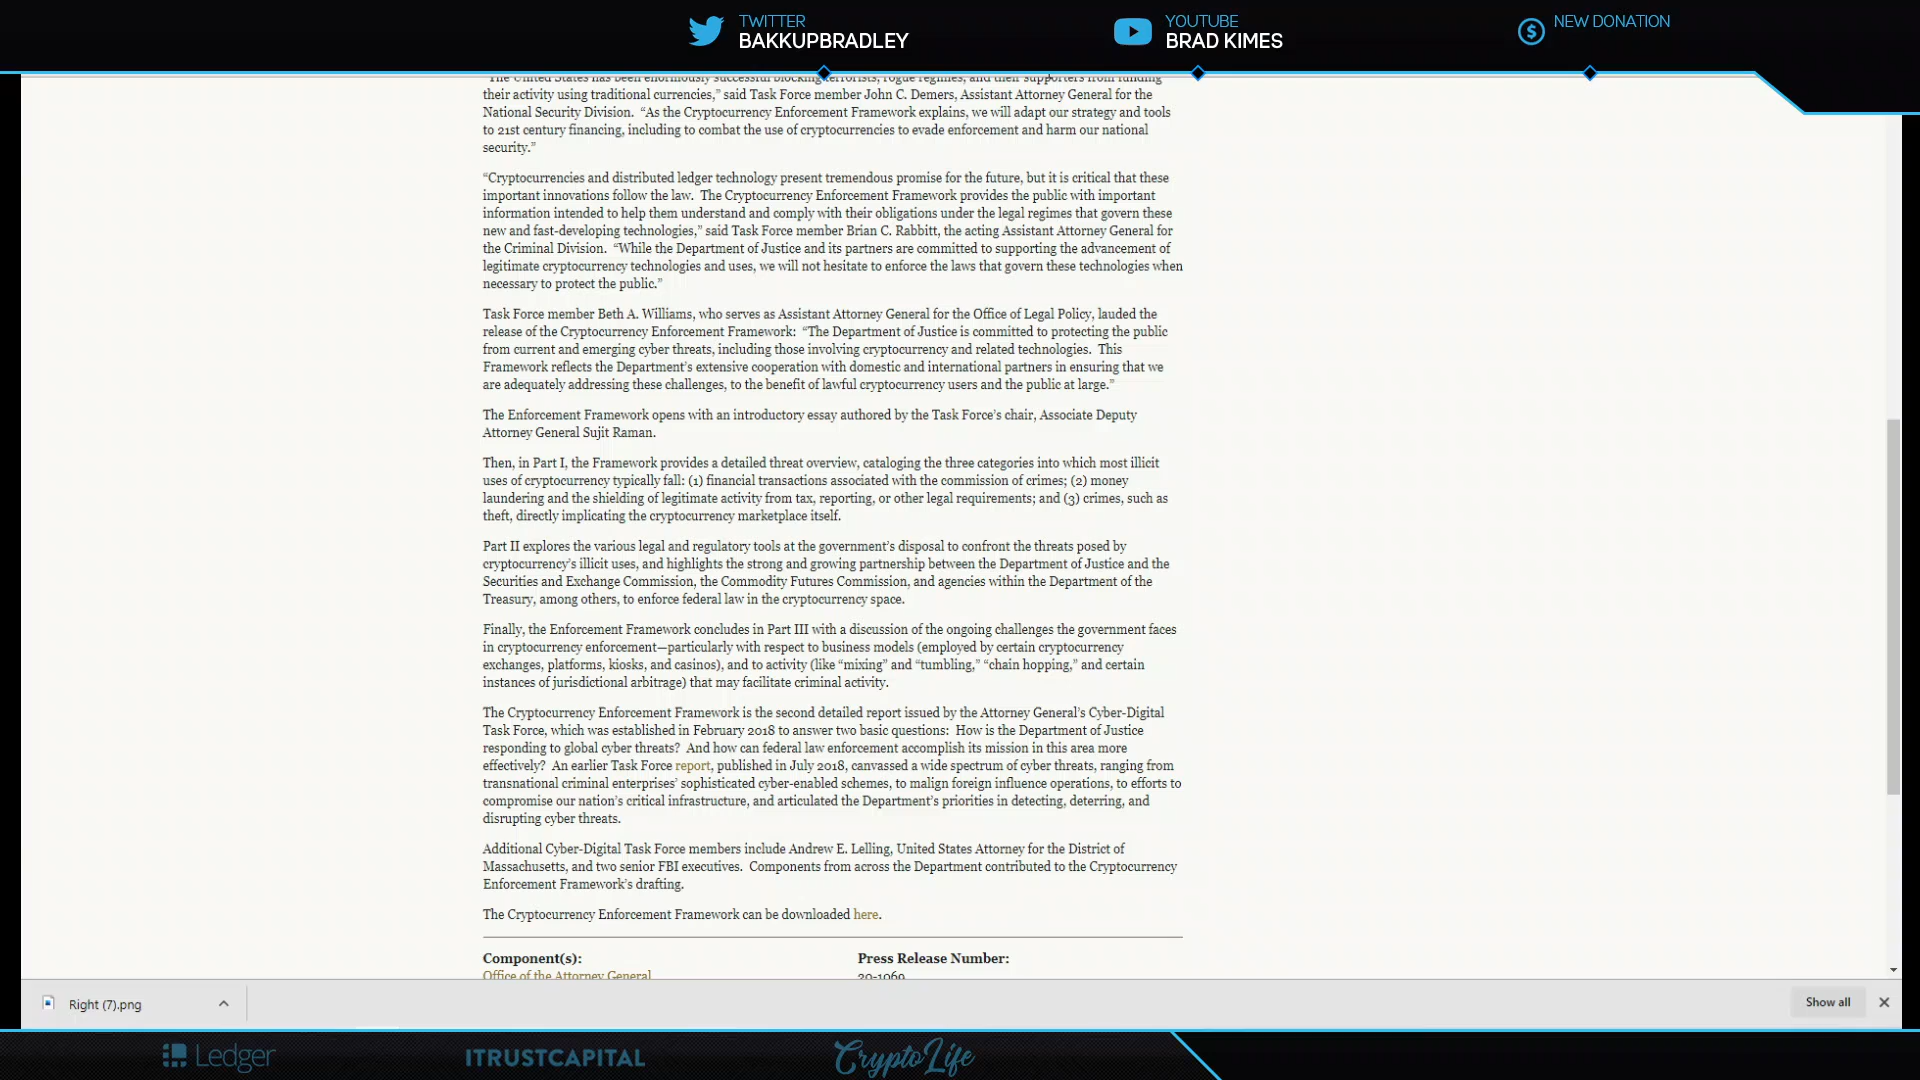 TWITTER
BAKKUPBRADLEY
YOUTUBE
BRAD KIMES
NEW DONATION
“The United States has been enormously successful blocking terrorists, rogue regimes, and their supporters from funding
their activity using traditional currencies,” said Task Force member John C. Demers, Assistant Attorney General for the
National Security Division.  “As the Cryptocurrency Enforcement Framework explains, we will adapt our strategy and tools
to 21st century financing, including to combat the use of cryptocurrencies to evade enforcement and harm our national
security.”
“Cryptocurrencies and distributed ledger technology present tremendous promise for the future, but it is critical that these
important innovations follow the law.  The Cryptocurrency Enforcement Framework provides the public with important
information intended to help them understand and comply with their obligations under the legal regimes that govern these
new and fast-developing technologies,” said Task Force member Brian C. Rabbitt, the acting Assistant Attorney General for
the Criminal Division.  “While the Department of Justice and its partners are committed to supporting the advancement of
legitimate cryptocurrency technologies and uses, we will not hesitate to enforce the laws that govern these technologies when
necessary to protect the public.”
Task Force member Beth A. Williams, who serves as Assistant Attorney General for the Office of Legal Policy, lauded the
release of the Cryptocurrency Enforcement Framework:  “The Department of Justice is committed to protecting the public
from current and emerging cyber threats, including those involving cryptocurrency and related technologies.  This
Framework reflects the Department’s extensive cooperation with domestic and international partners in ensuring that we
are adequately addressing these challenges, to the benefit of lawful cryptocurrency users and the public at large.”
The Enforcement Framework opens with an introductory essay authored by the Task Force’s chair, Associate Deputy
Attorney General Sujit Raman.
Then, in Part I, the Framework provides a detailed threat overview, cataloging the three categories into which most illicit
uses of cryptocurrency typically fall: (1) financial transactions associated with the commission of crimes; (2) money
laundering and the shielding of legitimate activity from tax, reporting, or other legal requirements; and (3) crimes, such as
theft, directly implicating the cryptocurrency marketplace itself.
Part II explores the various legal and regulatory tools at the government’s disposal to confront the threats posed by
cryptocurrency’s illicit uses, and highlights the strong and growing partnership between the Department of Justice and the
Securities and Exchange Commission, the Commodity Futures Commission, and agencies within the Department of the
Treasury, among others, to enforce federal law in the cryptocurrency space.
Finally, the Enforcement Framework concludes in Part III with a discussion of the ongoing challenges the government faces
in cryptocurrency enforcement—particularly with respect to business models (employed by certain cryptocurrency
exchanges, platforms, kiosks, and casinos), and to activity (like “mixing” and “tumbling,” “chain hopping,” and certain
instances of jurisdictional arbitrage) that may facilitate criminal activity.
The Cryptocurrency Enforcement Framework is the second detailed report issued by the Attorney General’s Cyber-Digital
Task Force, which was established in February 2018 to answer two basic questions:  How is the Department of Justice
responding to global cyber threats?  And how can federal law enforcement accomplish its mission in this area more
effectively?  An earlier Task Force report, published in July 2018, canvassed a wide spectrum of cyber threats, ranging from
transnational criminal enterprises’ sophisticated cyber-enabled schemes, to malign foreign influence operations, to efforts to
compromise our nation’s critical infrastructure, and articulated the Department’s priorities in detecting, deterring, and
disrupting cyber threats.
Additional Cyber-Digital Task Force members include Andrew E. Lelling, United States Attorney for the District of
Massachusetts, and two senior FBI executives.  Components from across the Department contributed to the Cryptocurrency
Enforcement Framework’s drafting.
The Cryptocurrency Enforcement Framework can be downloaded here.
Component(s):
Office of the Attorney General
Press Release Number:
20-1069
Right (7).png
Show all
Ledger
ITRUSTCAPITAL
CryptoLife